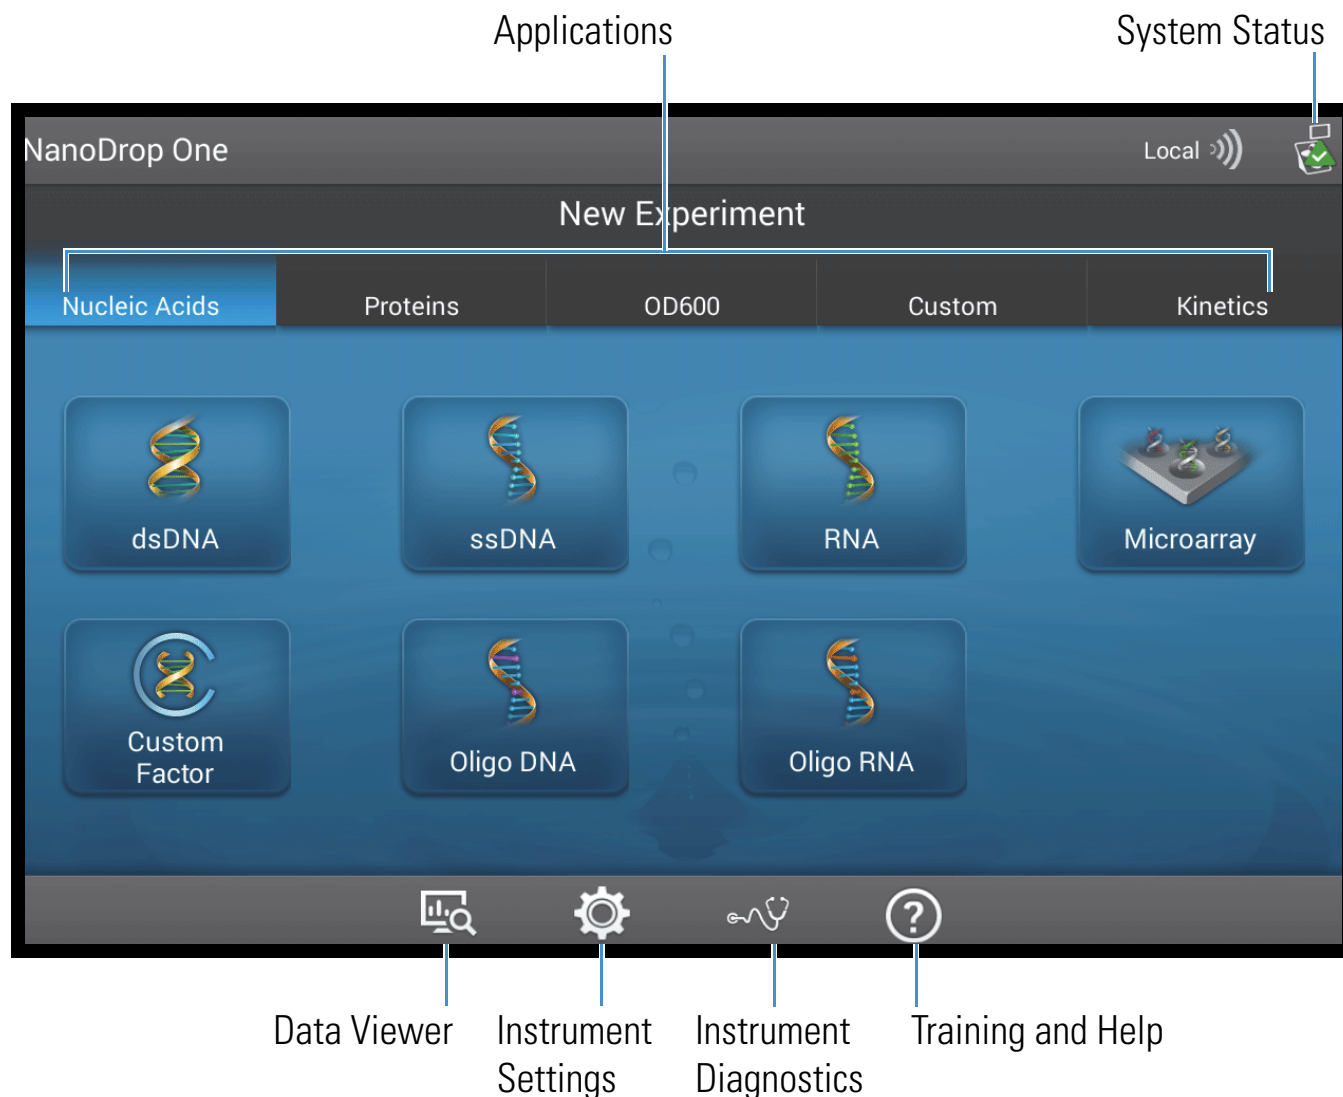 Applications
System Status
NanoDrop One
Local
New Experiment
Nucleic Acids
Proteins
OD600
Custom
Kinetics
dsDNA
ssDNA
RNA
Microarray
Custom
Factor
Oligo DNA
Oligo RNA
Data Viewer
Instrument
Settings
Instrument
Diagnostics
Training and Help